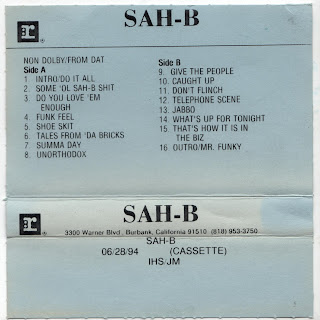 SAH-B
NON DOLBY/FROM DAT
Side A
1. INTRO/DO IT ALL
2. SOME 'OL SAH-B SHIT
3. DO YOU LOVE 'EM
ENOUGH
4. FUNK FEEL
5. SHOE SKIT
6. TALES FROM 'DA BRICKS
7. SUMMA DAY
8. UNORTHODOX
Side B
9. GIVE THE PEOPLE
10. CAUGHT UP
11. DON'T FLINCH
12. TELEPHONE SCENE
13. JABBO
14. WHAT'S UP FOR TONIGHT
15. THAT'S HOW IT IS IN
THE BIZ
16. OUTRO/MR. FUNKY
r
SAH-B
3300 Warner Blvd., Burbank, California 91510 (818) 953-3750
SAH-B
06/28/94 (CASSETTE)
IHS/JM